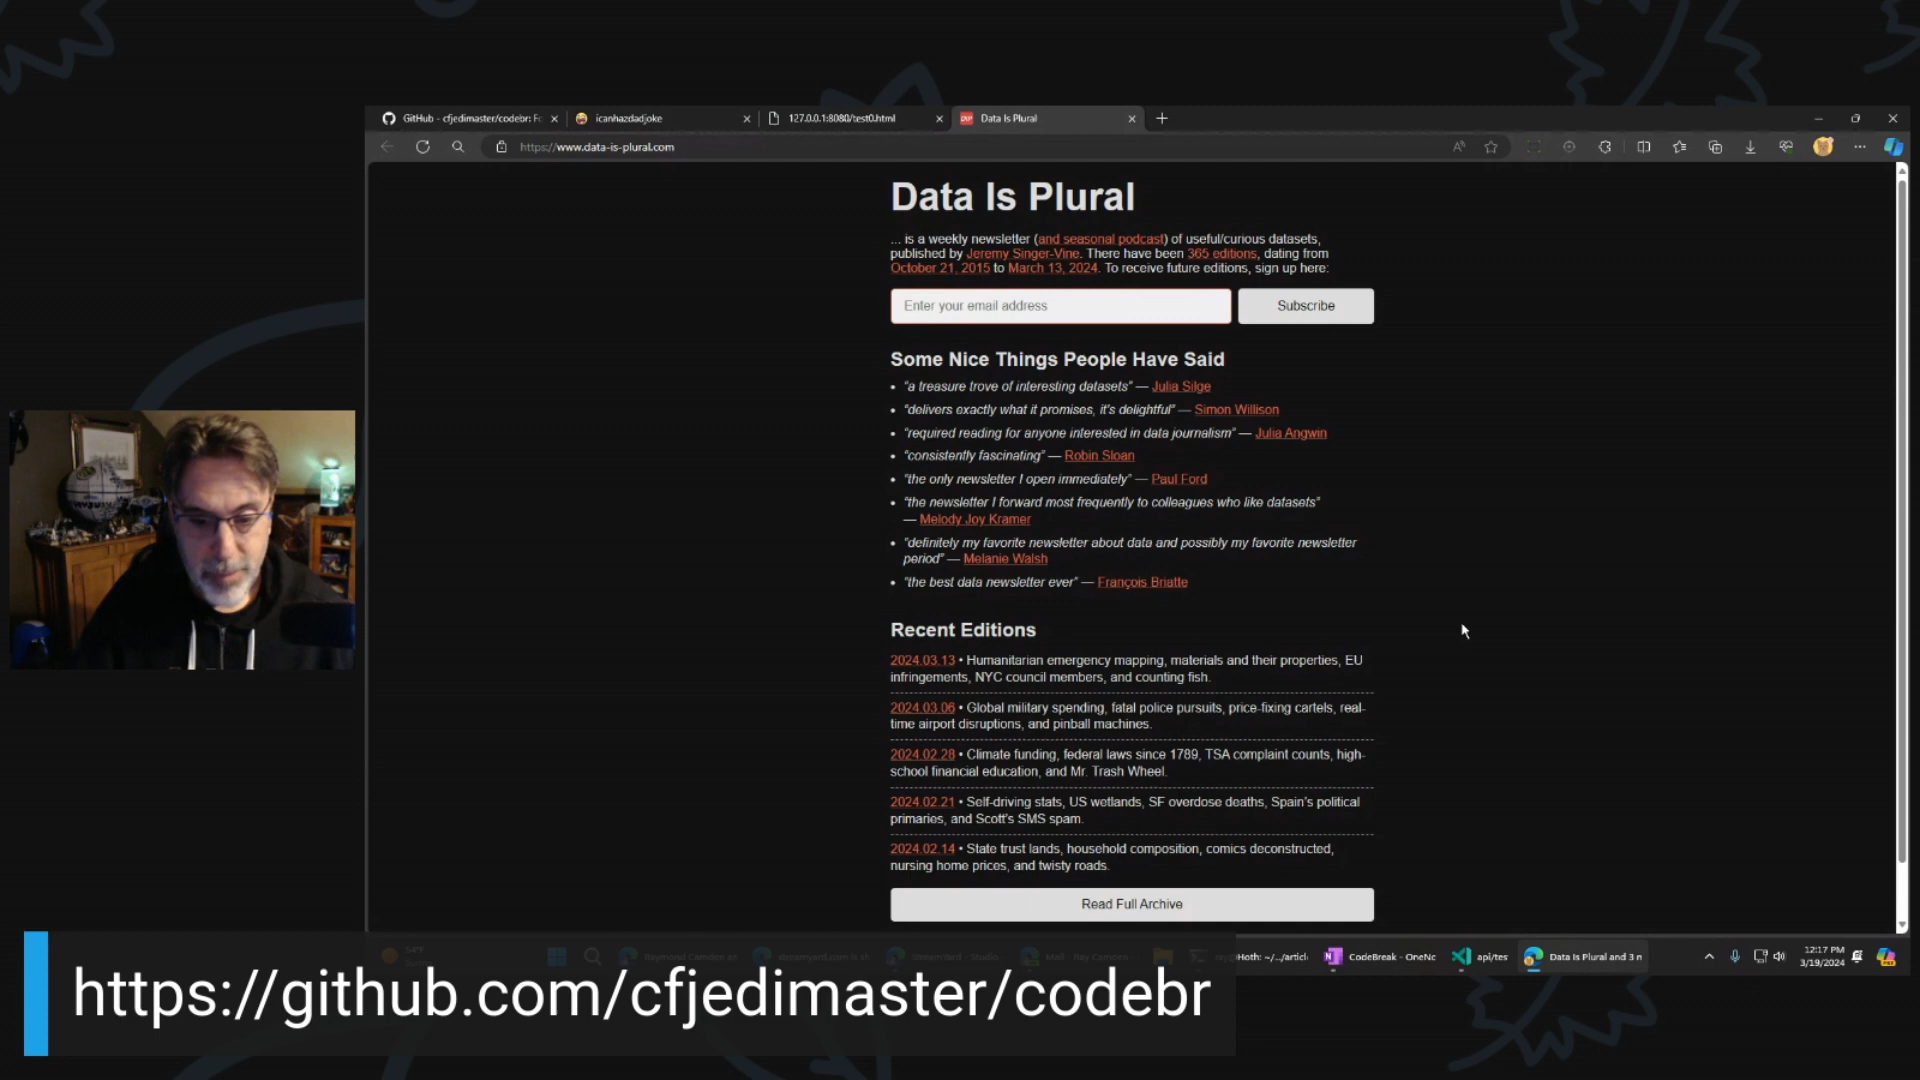 GitHub - cfjedimaster/codebr: Fo
icanhazdadjoke
127.0.0.1:8080/test0.html
Data Is Plural
https://www.data-is-plural.com
Data Is Plural
... is a weekly newsletter (and seasonal podcast) of useful/curious datasets,
published by Jeremy Singer-Vine. There have been 365 editions, dating from
October 21, 2015 to March 13, 2024. To receive future editions, sign up here:
Enter your email address
Subscribe
Some Nice Things People Have Said
• “a treasure trove of interesting datasets” — Julia Silge
• “delivers exactly what it promises, it's delightful” — Simon Willison
• “required reading for anyone interested in data journalism” — Julia Angwin
• “consistently fascinating” — Robin Sloan
• “the only newsletter I open immediately” — Paul Ford
• “the newsletter I forward most frequently to colleagues who like datasets”
— Melody Joy Kramer
• “definitely my favorite newsletter about data and possibly my favorite newsletter
period” — Melanie Walsh
• “the best data newsletter ever” — François Briatte
Recent Editions
2024.03.13 • Humanitarian emergency mapping, materials and their properties, EU
infringements, NYC council members, and counting fish.
2024.03.06 • Global military spending, fatal police pursuits, price-fixing cartels, real-
time airport disruptions, and pinball machines.
2024.02.28 • Climate funding, federal laws since 1789, TSA complaint counts, high-
school financial education, and Mr. Trash Wheel.
2024.02.21 • Self-driving stats, US wetlands, SF overdose deaths, Spain's political
primaries, and Scott's SMS spam.
2024.02.14 • State trust lands, household composition, comics deconstructed,
nursing home prices, and twisty roads.
Read Full Archive
Hoth: ~/../articl
CodeBreak - OneNc
api/tes
Data Is Plural and 3 n
12:17 PM
3/19/2024
https://github.com/cfjedimaster/codebr